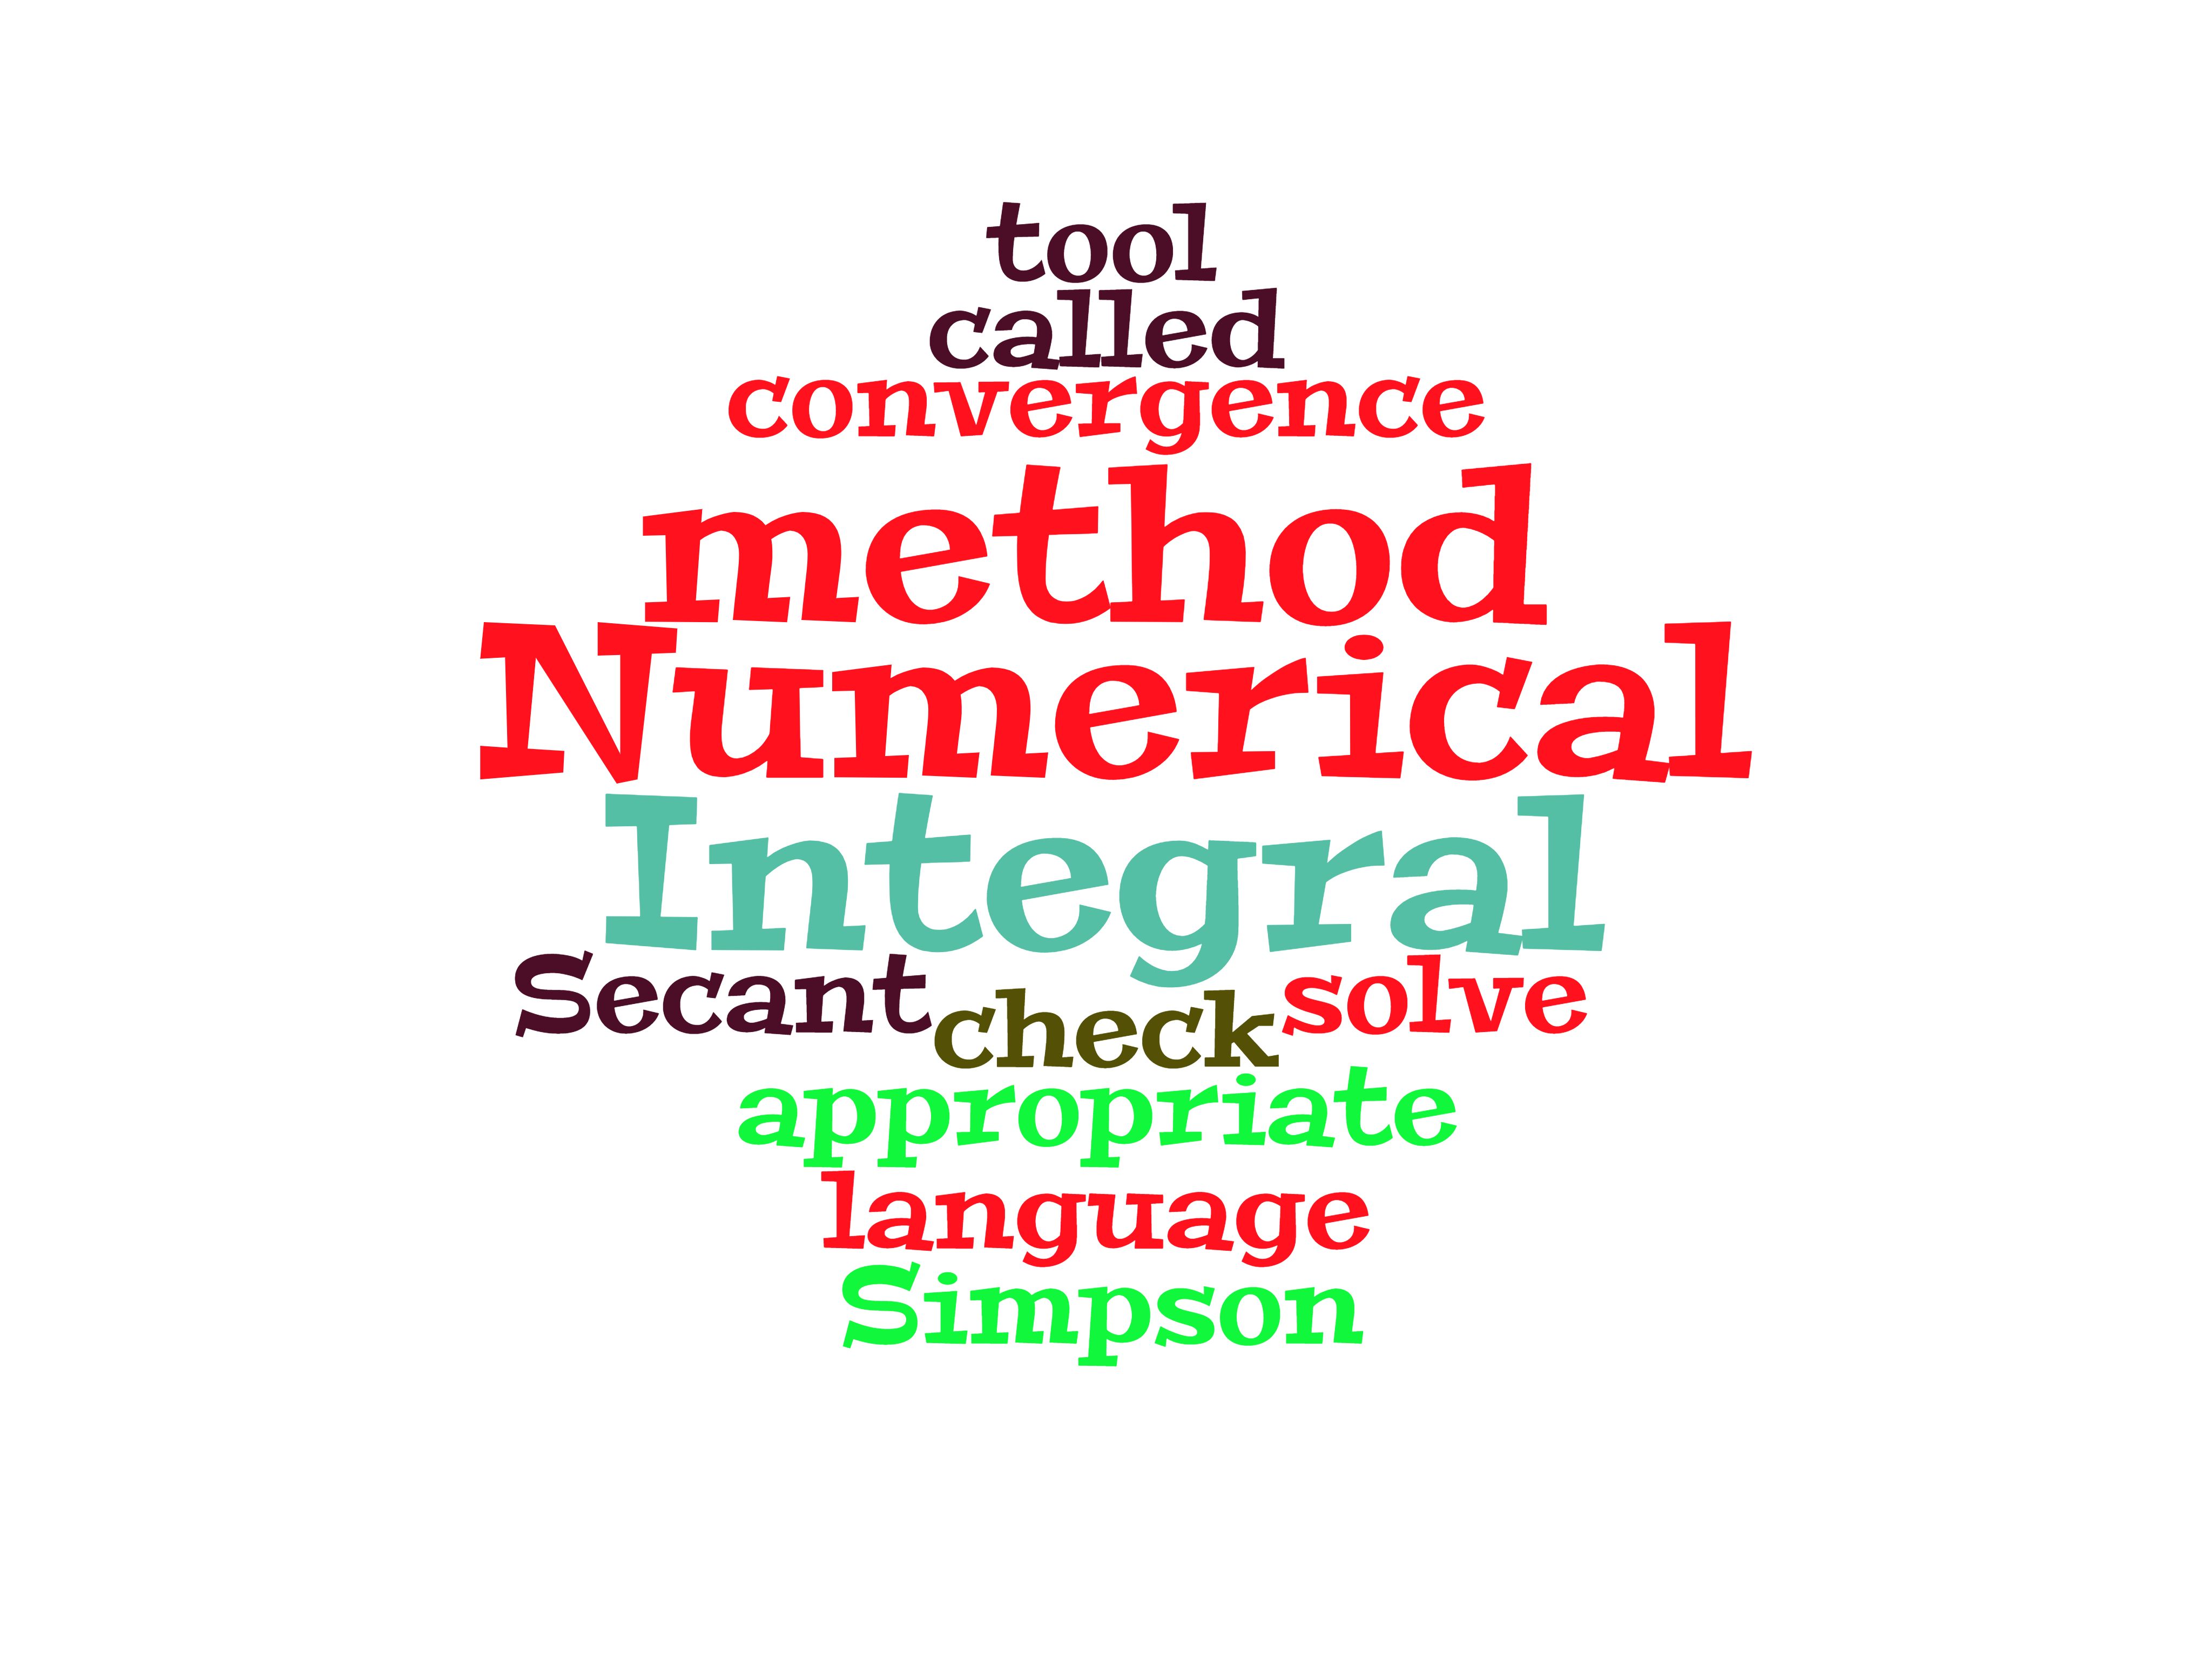 tool
called
convergence
method
Numerical
Integral
Secant check solve
appropriate
language
Simpson